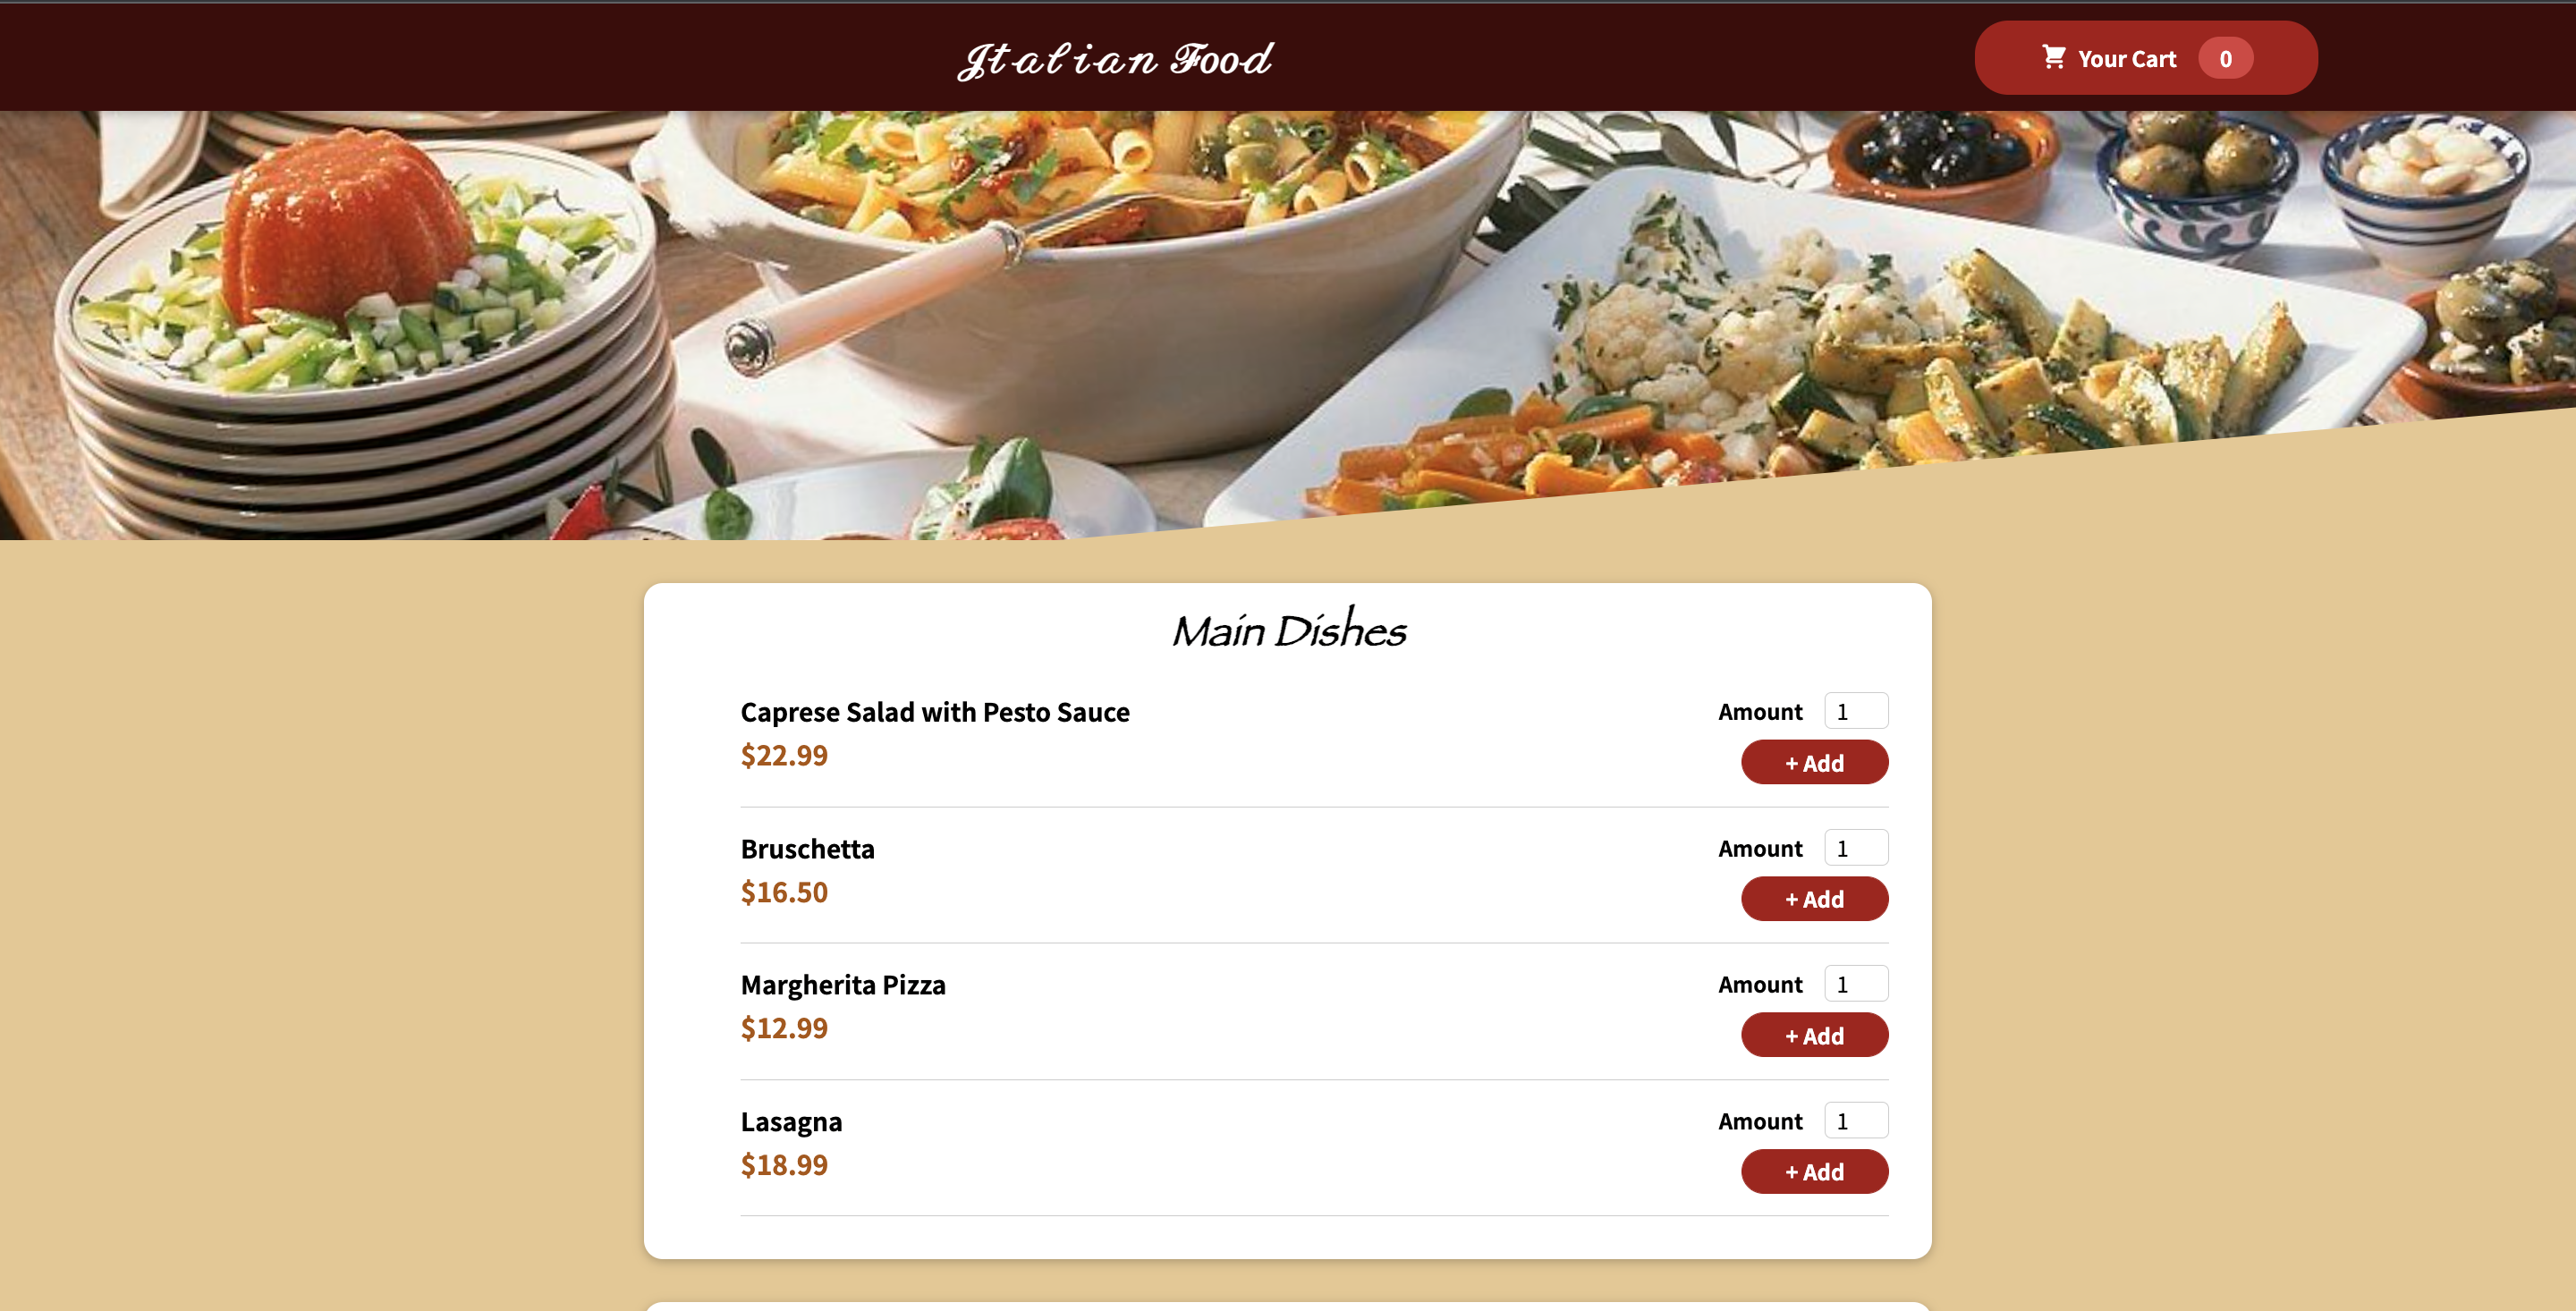 Italian Food
Your Cart 0
Main Dishes
Caprese Salad with Pesto Sauce
Amount 1
$22.99
+ Add
Bruschetta
Amount 1
$16.50
+ Add
Margherita Pizza
Amount 1
$12.99
+ Add
Lasagna
Amount 1
$18.99
+ Add